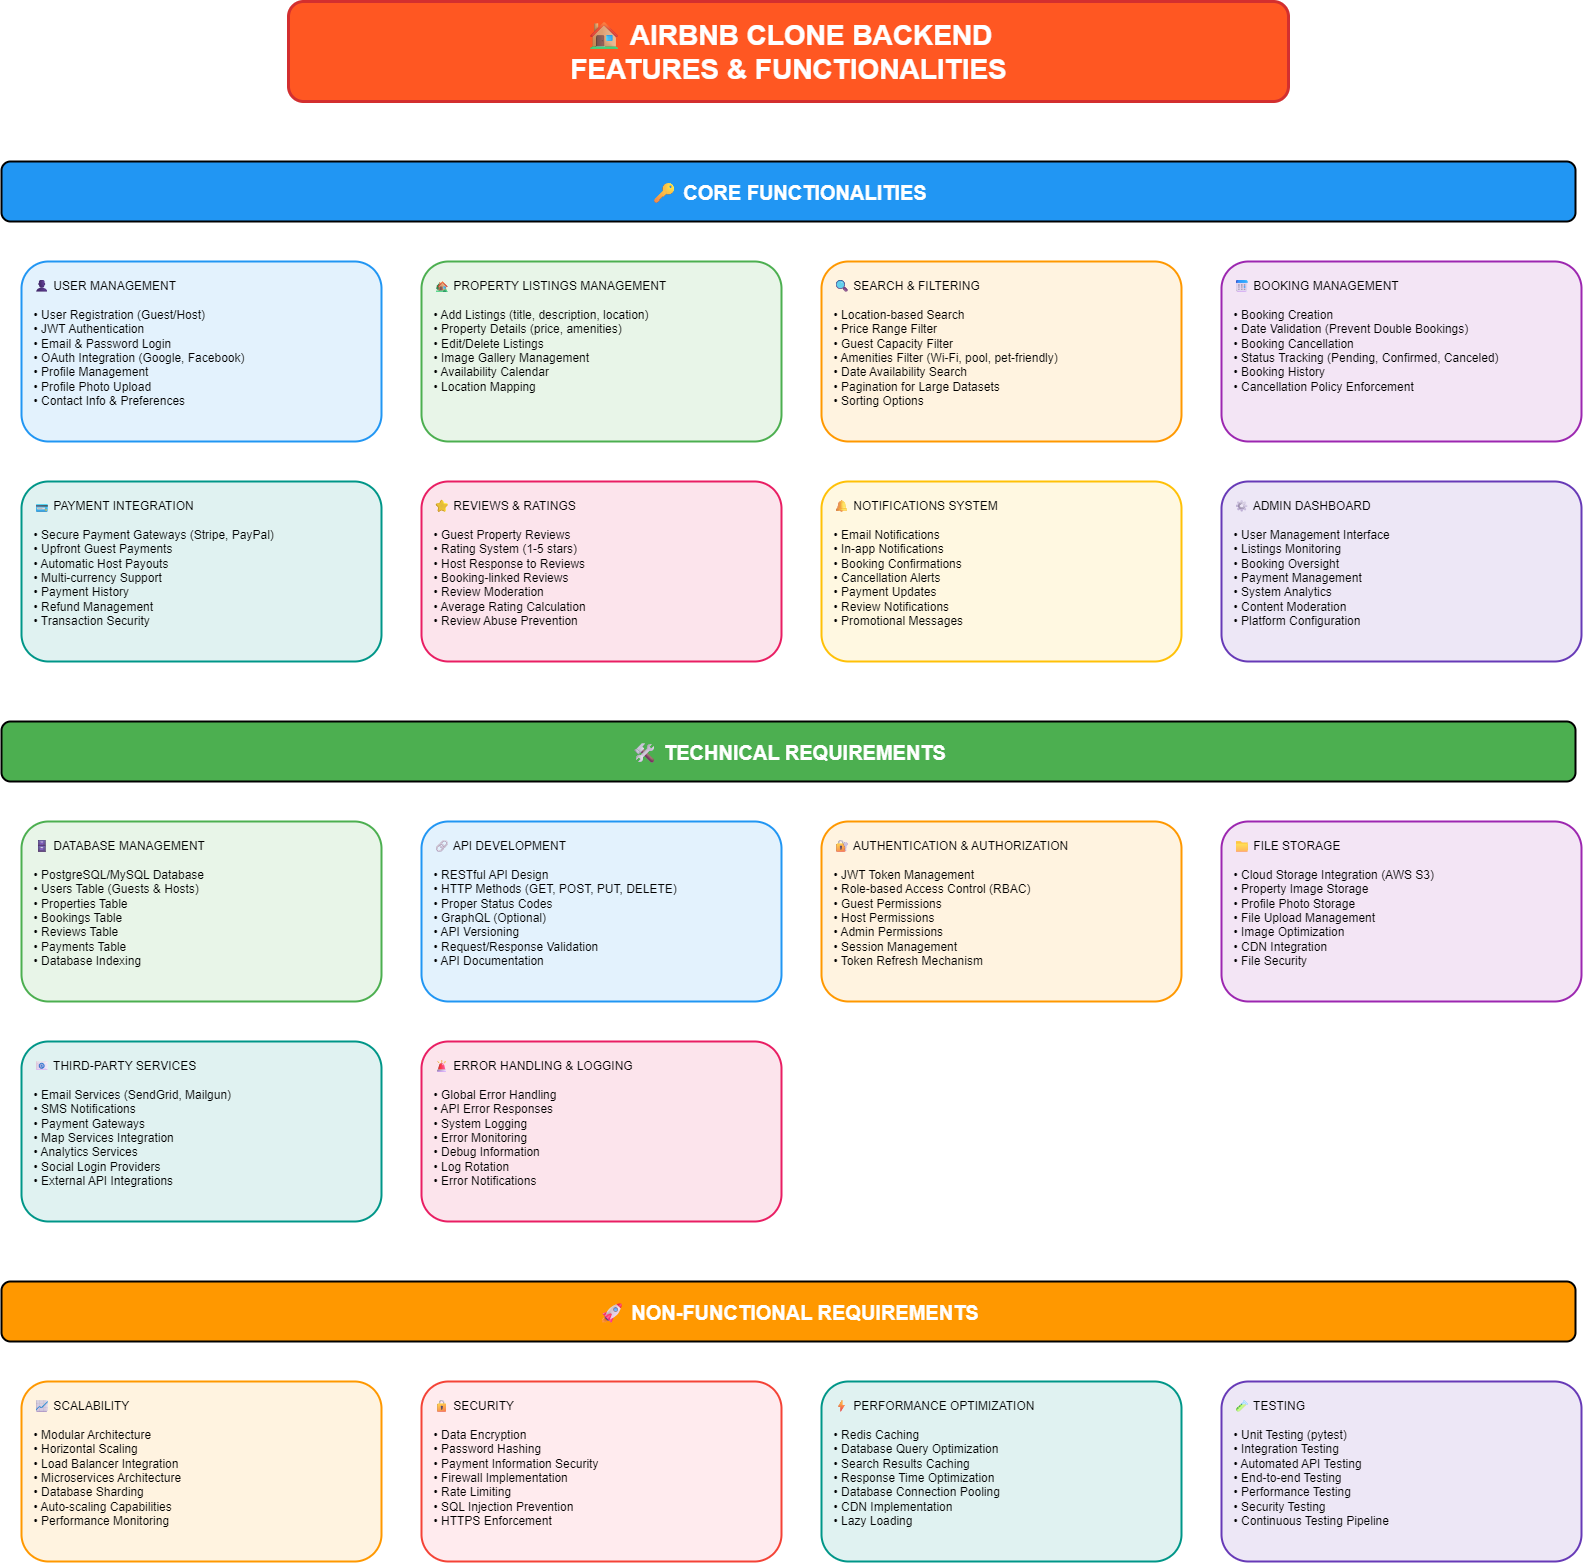 🏠 AIRBNB CLONE BACKEND
FEATURES & FUNCTIONALITIES
🔑 CORE FUNCTIONALITIES
👤 USER MANAGEMENT
• User Registration (Guest/Host)
• JWT Authentication
• Email & Password Login
• OAuth Integration (Google, Facebook)
• Profile Management
• Profile Photo Upload
• Contact Info & Preferences
🏘️ PROPERTY LISTINGS MANAGEMENT
• Add Listings (title, description, location)
• Property Details (price, amenities)
• Edit/Delete Listings
• Image Gallery Management
• Availability Calendar
• Location Mapping
🔍 SEARCH & FILTERING
• Location-based Search
• Price Range Filter
• Guest Capacity Filter
• Amenities Filter (Wi-Fi, pool, pet-friendly)
• Date Availability Search
• Pagination for Large Datasets
• Sorting Options
📅 BOOKING MANAGEMENT
• Booking Creation
• Date Validation (Prevent Double Bookings)
• Booking Cancellation
• Status Tracking (Pending, Confirmed, Canceled)
• Booking History
• Cancellation Policy Enforcement
💳 PAYMENT INTEGRATION
• Secure Payment Gateways (Stripe, PayPal)
• Upfront Guest Payments
• Automatic Host Payouts
• Multi-currency Support
• Payment History
• Refund Management
• Transaction Security
⭐ REVIEWS & RATINGS
• Guest Property Reviews
• Rating System (1-5 stars)
• Host Response to Reviews
• Booking-linked Reviews
• Review Moderation
• Average Rating Calculation
• Review Abuse Prevention
🔔 NOTIFICATIONS SYSTEM
• Email Notifications
• In-app Notifications
• Booking Confirmations
• Cancellation Alerts
• Payment Updates
• Review Notifications
• Promotional Messages
⚙️ ADMIN DASHBOARD
• User Management Interface
• Listings Monitoring
• Booking Oversight
• Payment Management
• System Analytics
• Content Moderation
• Platform Configuration
🛠️ TECHNICAL REQUIREMENTS
🗄️ DATABASE MANAGEMENT
• PostgreSQL/MySQL Database
• Users Table (Guests & Hosts)
• Properties Table
• Bookings Table
• Reviews Table
• Payments Table
• Database Indexing
🔗 API DEVELOPMENT
• RESTful API Design
• HTTP Methods (GET, POST, PUT, DELETE)
• Proper Status Codes
• GraphQL (Optional)
• API Versioning
• Request/Response Validation
• API Documentation
🔐 AUTHENTICATION & AUTHORIZATION
• JWT Token Management
• Role-based Access Control (RBAC)
• Guest Permissions
• Host Permissions
• Admin Permissions
• Session Management
• Token Refresh Mechanism
📁 FILE STORAGE
• Cloud Storage Integration (AWS S3)
• Property Image Storage
• Profile Photo Storage
• File Upload Management
• Image Optimization
• CDN Integration
• File Security
📧 THIRD-PARTY SERVICES
• Email Services (SendGrid, Mailgun)
• SMS Notifications
• Payment Gateways
• Map Services Integration
• Analytics Services
• Social Login Providers
• External API Integrations
🚨 ERROR HANDLING & LOGGING
• Global Error Handling
• API Error Responses
• System Logging
• Error Monitoring
• Debug Information
• Log Rotation
• Error Notifications
🚀 NON-FUNCTIONAL REQUIREMENTS
📈 SCALABILITY
• Modular Architecture
• Horizontal Scaling
• Load Balancer Integration
• Microservices Architecture
• Database Sharding
• Auto-scaling Capabilities
• Performance Monitoring
🔒 SECURITY
• Data Encryption
• Password Hashing
• Payment Information Security
• Firewall Implementation
• Rate Limiting
• SQL Injection Prevention
• HTTPS Enforcement
⚡ PERFORMANCE OPTIMIZATION
• Redis Caching
• Database Query Optimization
• Search Results Caching
• Response Time Optimization
• Database Connection Pooling
• CDN Implementation
• Lazy Loading
🧪 TESTING
• Unit Testing (pytest)
• Integration Testing
• Automated API Testing
• End-to-end Testing
• Performance Testing
• Security Testing
• Continuous Testing Pipeline